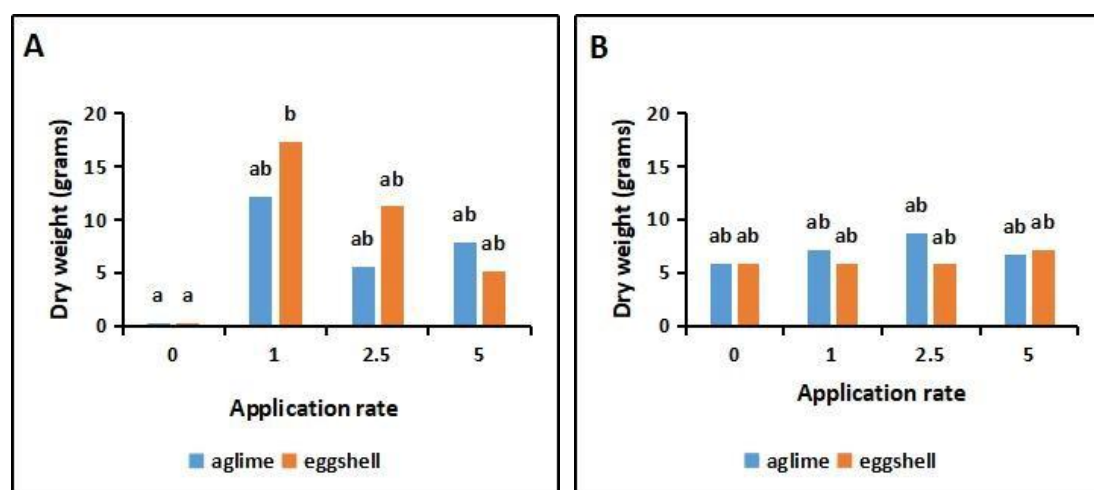 A
Dry weight (grams)
20
15
10
5
0
a a
ab b
ab ab
ab ab
0 1 2.5 5
Application rate
aglime eggshell
B
Dry weight (grams)
20
15
10
5
0
ab ab
ab ab
ab ab
ab ab
0 1 2.5 5
Application rate
aglime eggshell